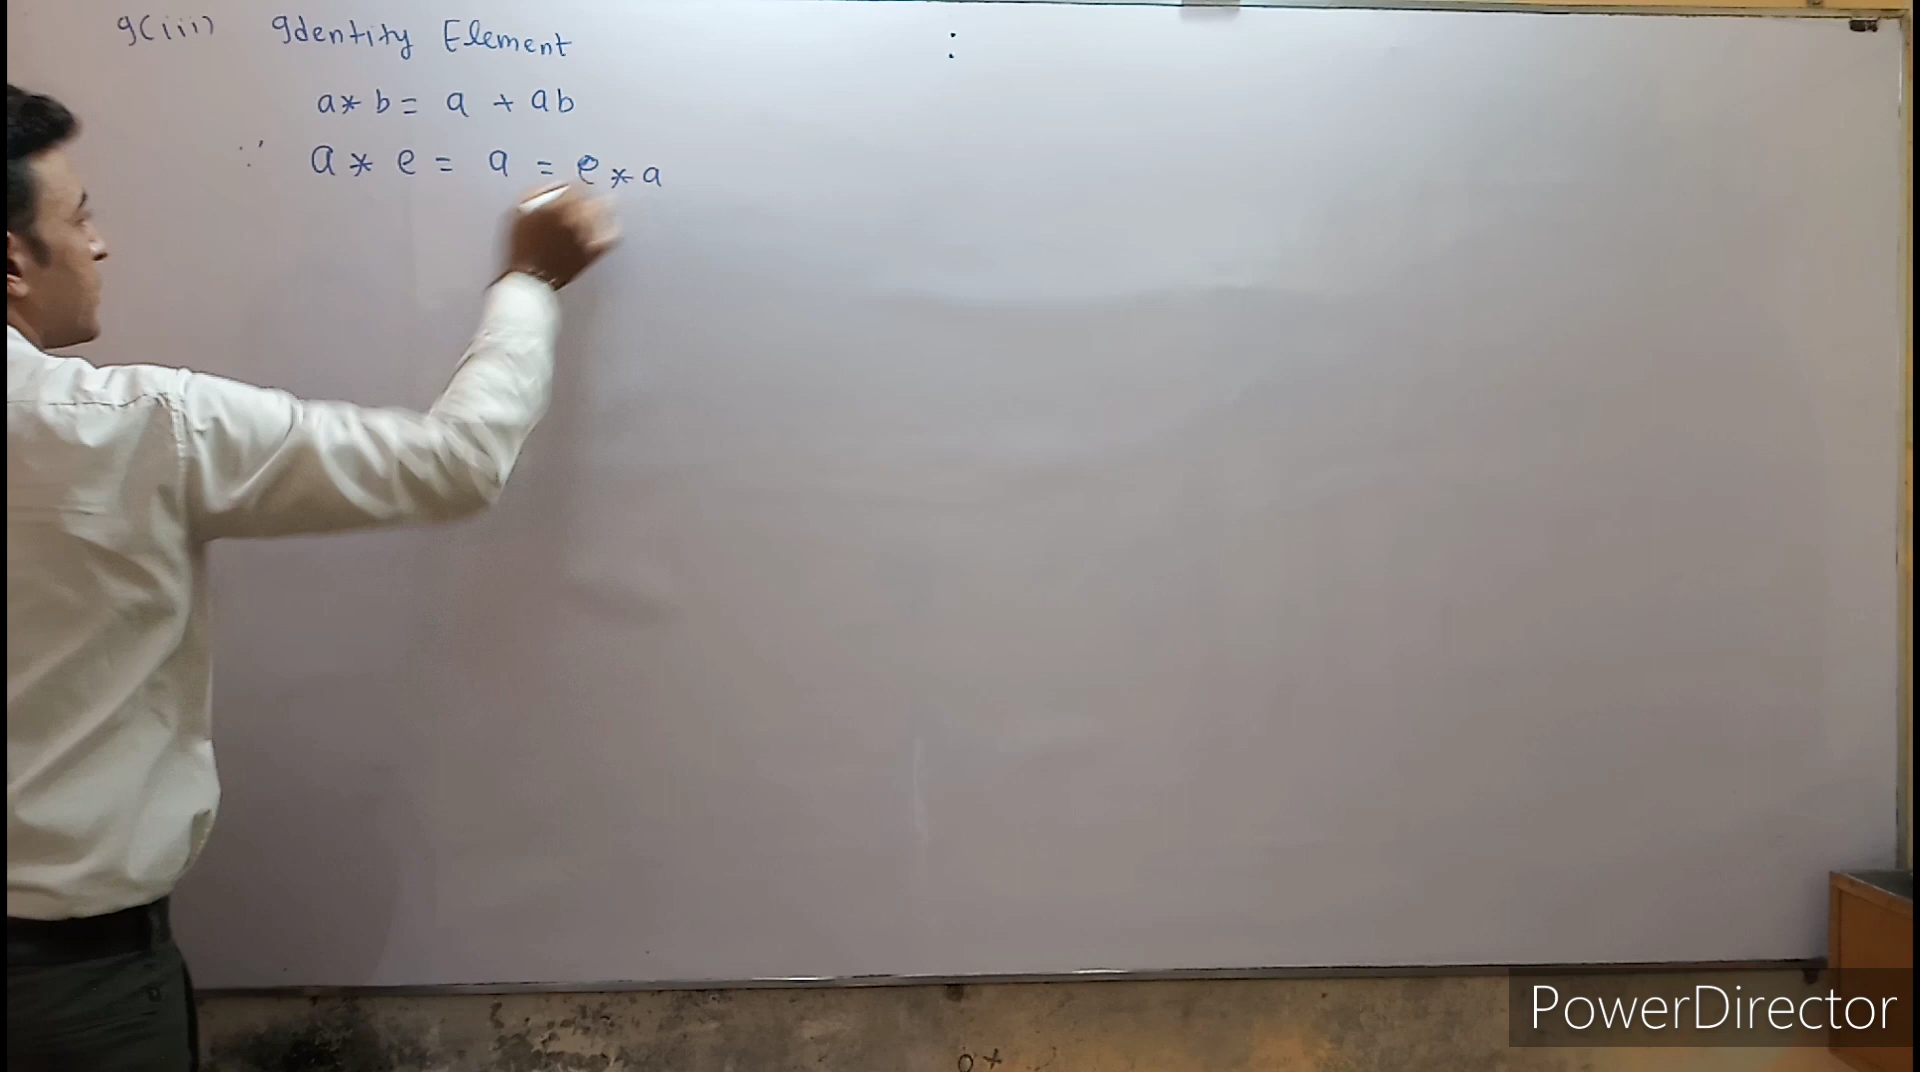 9(iii) Identity Element :
a * b = a + ab
∵ a * e = a = e * a
PowerDirector